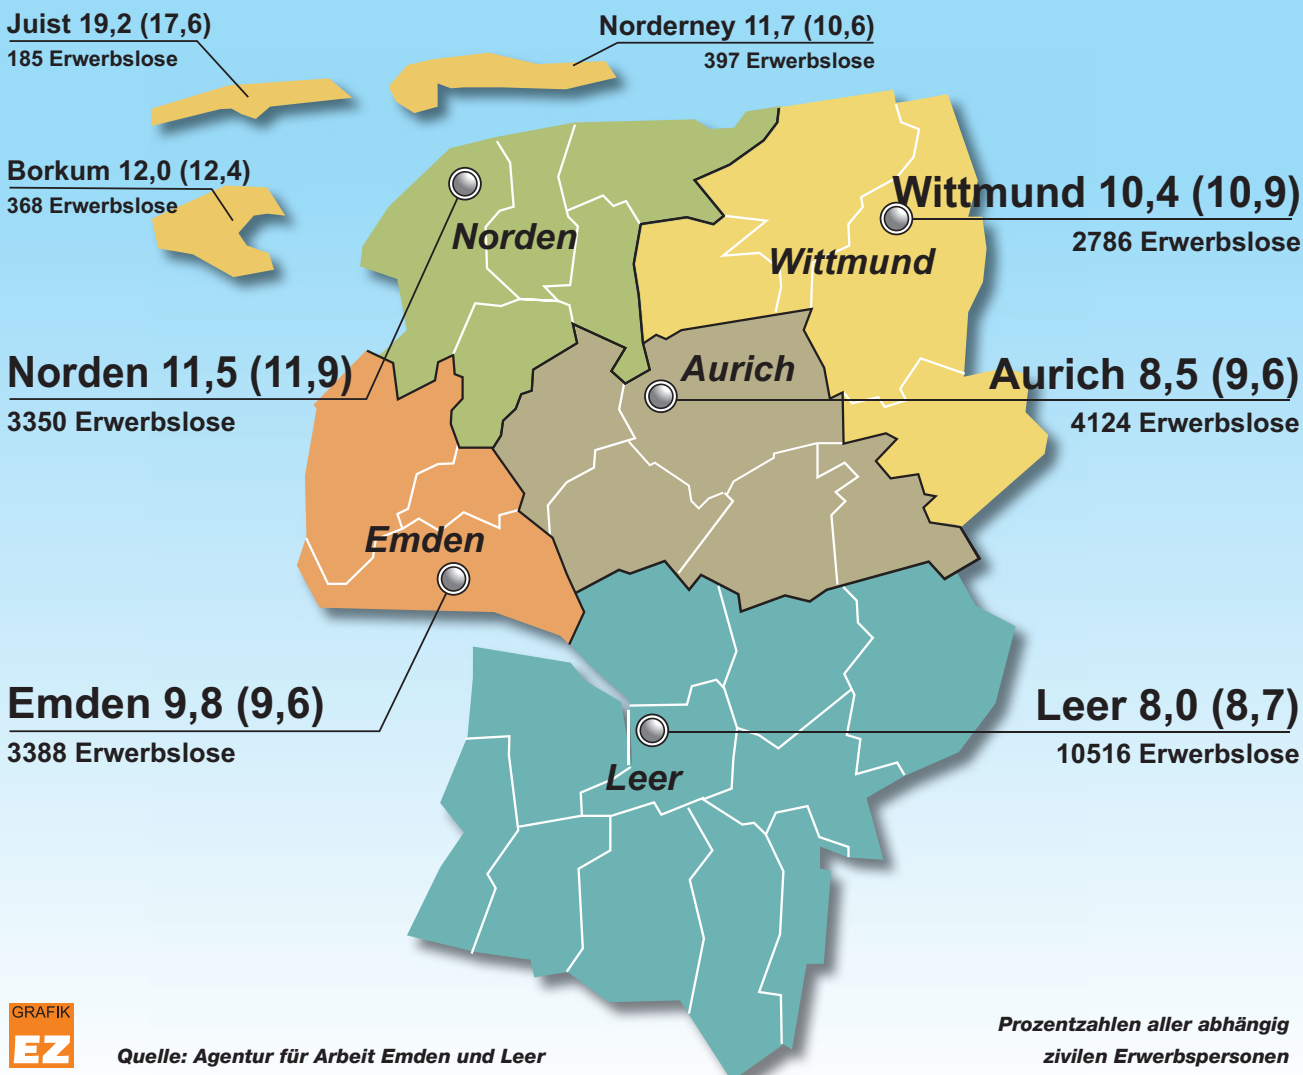 Juist 19,2 (17,6)
185 Erwerbslose
Norderney 11,7 (10,6)
397 Erwerbslose
Borkum 12,0 (12,4)
368 Erwerbslose
Wittmund 10,4 (10,9)
2786 Erwerbslose
Norden
Wittmund
Norden 11,5 (11,9)
3350 Erwerbslose
Aurich
Aurich 8,5 (9,6)
4124 Erwerbslose
Emden
Emden 9,8 (9,6)
3388 Erwerbslose
Leer 8,0 (8,7)
10516 Erwerbslose
Leer
GRAFIK
EZ
Quelle: Agentur für Arbeit Emden und Leer
Prozentzahlen aller abhängig
zivilen Erwerbspersonen